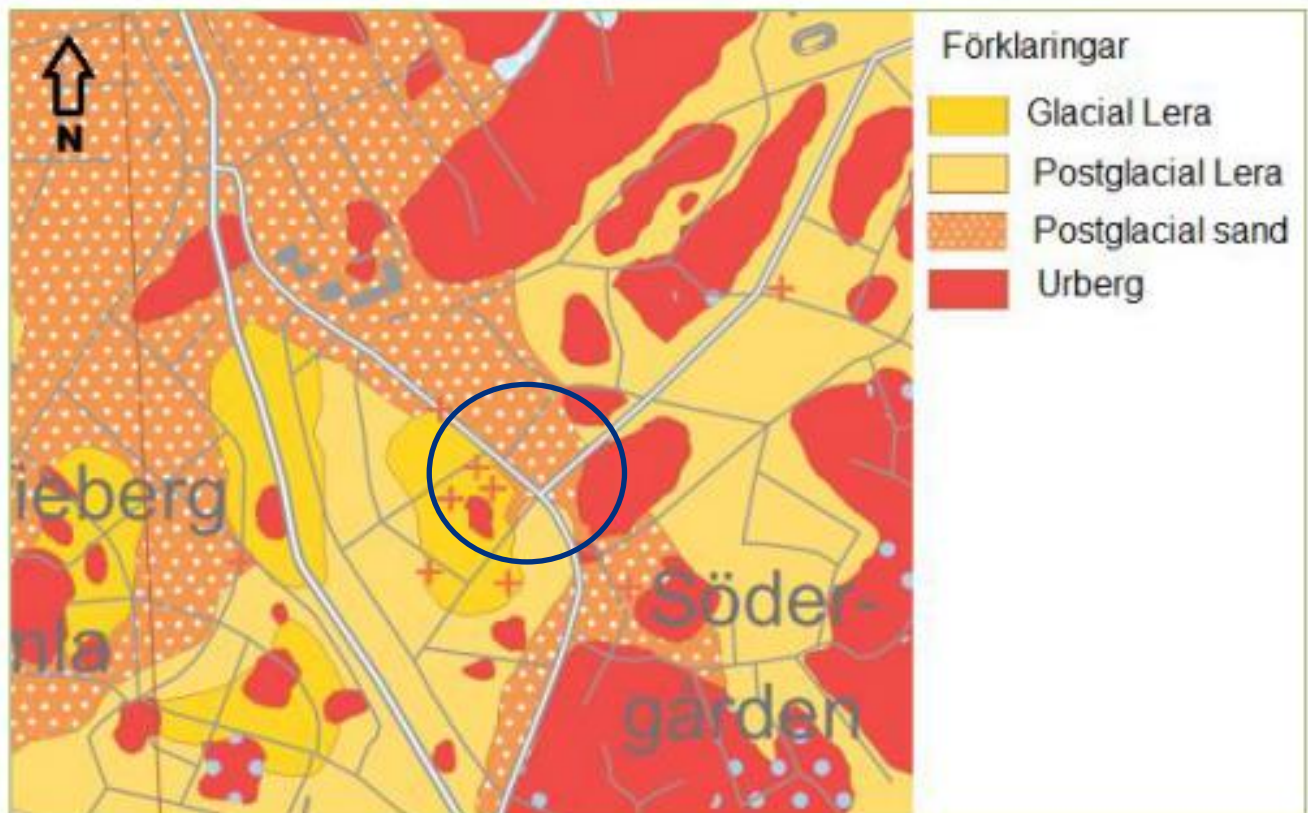 N
Förklaringar
Glacial Lera
Postglacial Lera
Postglacial sand
Urberg
ieberg
nla
Söder-
gården